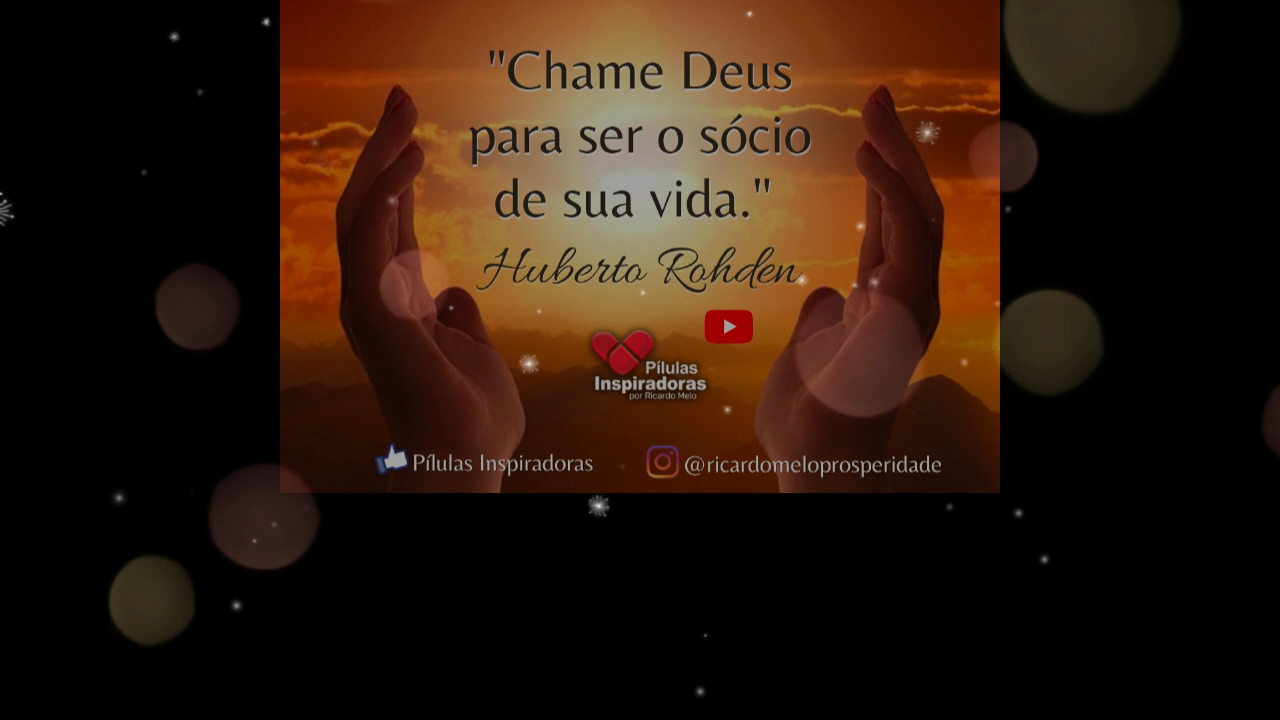 "Chame Deus
para ser o sócio
de sua vida."
Huberto Rohden
Pílulas
Inspiradoras
por Ricardo Melo
Pílulas Inspiradoras
@ricardomeloprosperidade